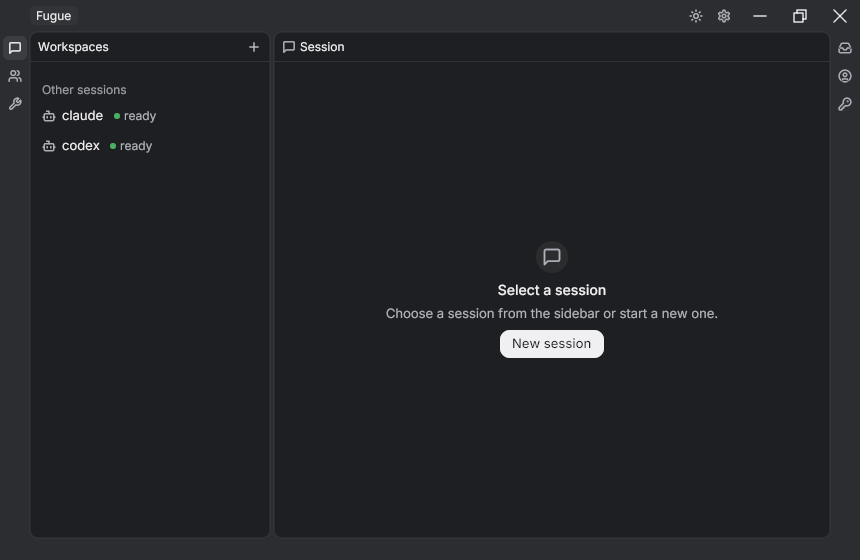 Fugue
Workspaces
Session
Other sessions
claude ready
codex ready
Select a session
Choose a session from the sidebar or start a new one.
New session